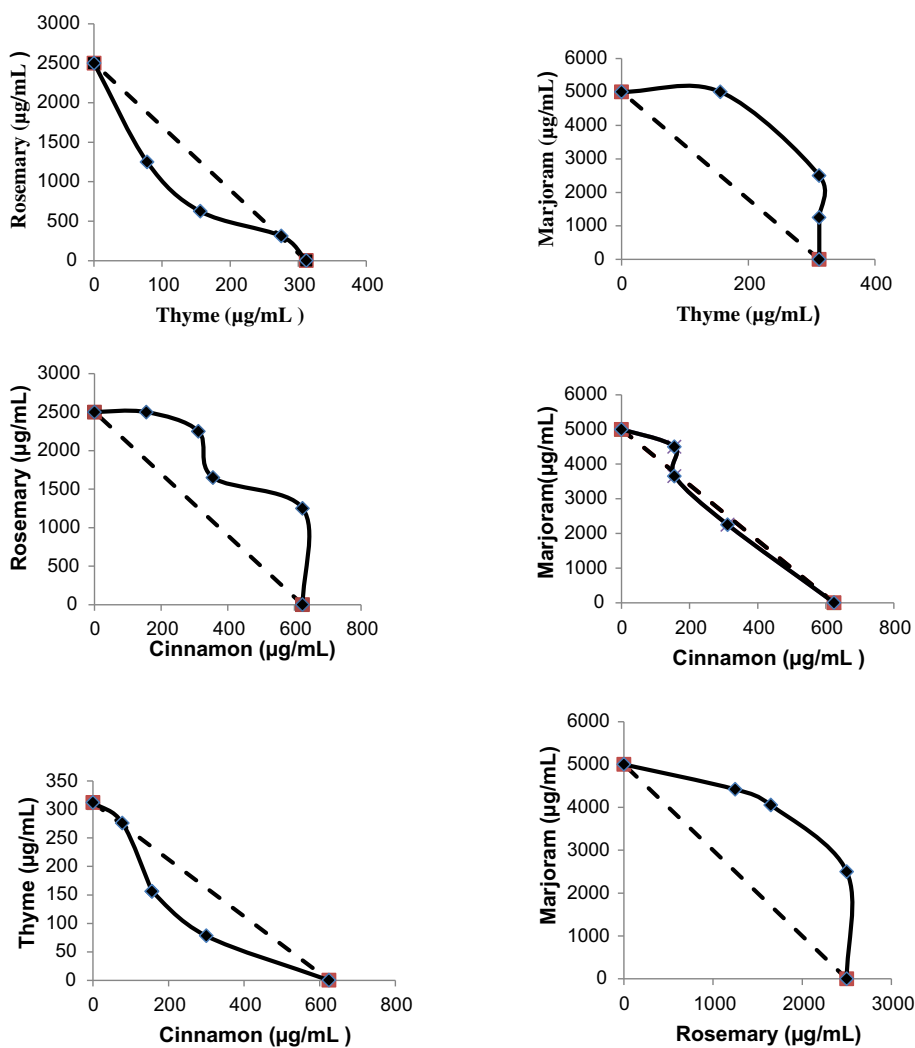 Rosemary (µg/mL )
3000
2500
2000
1500
1000
500
0
0 100 200 300 400
Thyme (µg/mL )
Marjoram (µg/mL )
6000
5000
4000
3000
2000
1000
0
0 200 400
Thyme (µg/mL)
Rosemary (µg/mL)
3000
2500
2000
1500
1000
500
0
0 200 400 600 800
Cinnamon (µg/mL)
Marjoram(µg/mL)
6000
5000
4000
3000
2000
1000
0
0 200 400 600 800
Cinnamon (µg/mL )
Thyme (µg/mL)
350
300
250
200
150
100
50
0
0 200 400 600 800
Cinnamon (µg/mL )
Marjoram (µg/mL)
6000
5000
4000
3000
2000
1000
0
0 1000 2000 3000
Rosemary (µg/mL)